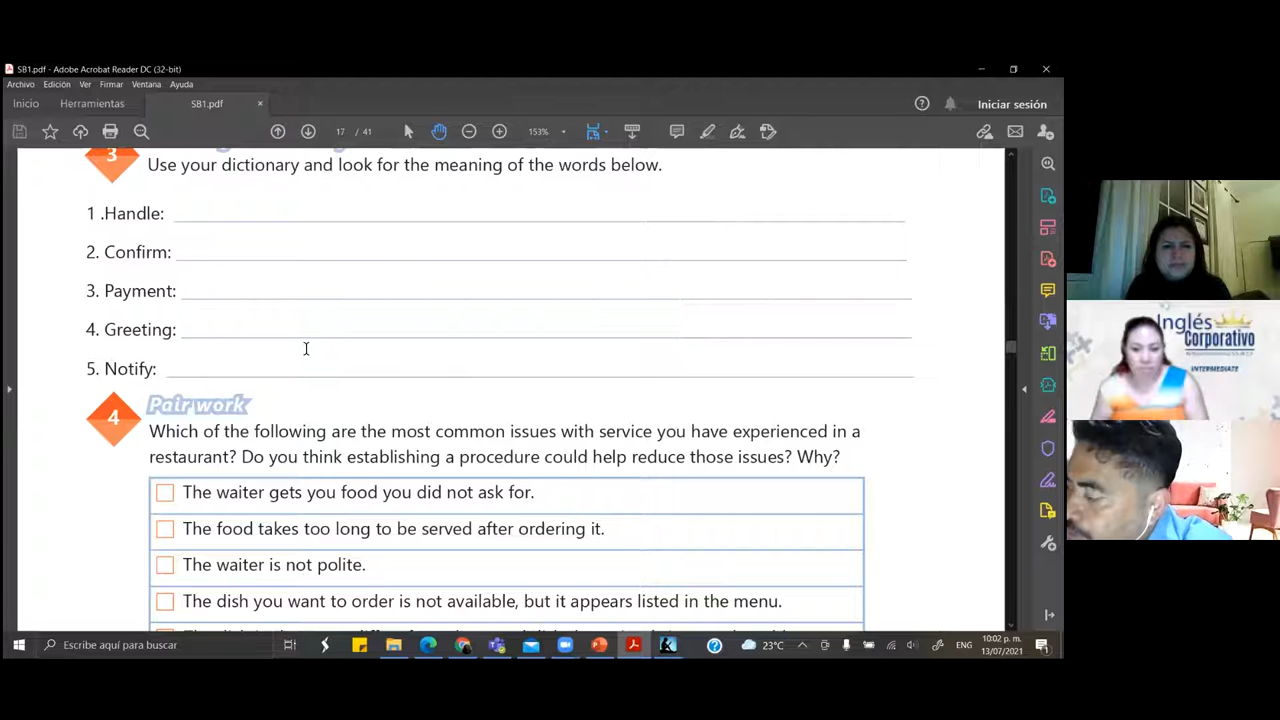 SB1.pdf - Adobe Acrobat Reader DC (32-bit)
Archivo Edición Ver Firmar Ventana Ayuda
Inicio Herramientas SB1.pdf × Iniciar sesión
17 / 41 153%
3
Use your dictionary and look for the meaning of the words below.
1 .Handle:
2. Confirm:
3. Payment:
4. Greeting:
5. Notify:
4 Pair work
Which of the following are the most common issues with service you have experienced in a
restaurant? Do you think establishing a procedure could help reduce those issues? Why?
The waiter gets you food you did not ask for.
The food takes too long to be served after ordering it.
The waiter is not polite.
The dish you want to order is not available, but it appears listed in the menu.
Inglés
Corporativo
INTERMEDIATE
Escribe aquí para buscar
23°C ENG 10:02 p. m.
13/07/2021